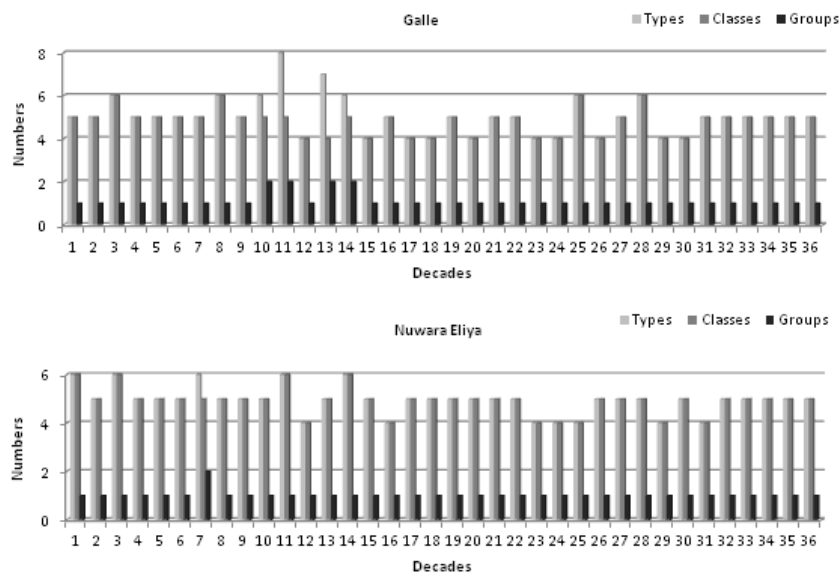 Galle
Types Classes Groups
Numbers
8
6
4
2
0
1 2 3 4 5 6 7 8 9 10 11 12 13 14 15 16 17 18 19 20 21 22 23 24 25 26 27 28 29 30 31 32 33 34 35 36
Decades
Nuwara Eliya
Types Classes Groups
Numbers
6
4
2
0
1 2 3 4 5 6 7 8 9 10 11 12 13 14 15 16 17 18 19 20 21 22 23 24 25 26 27 28 29 30 31 32 33 34 35 36
Decades